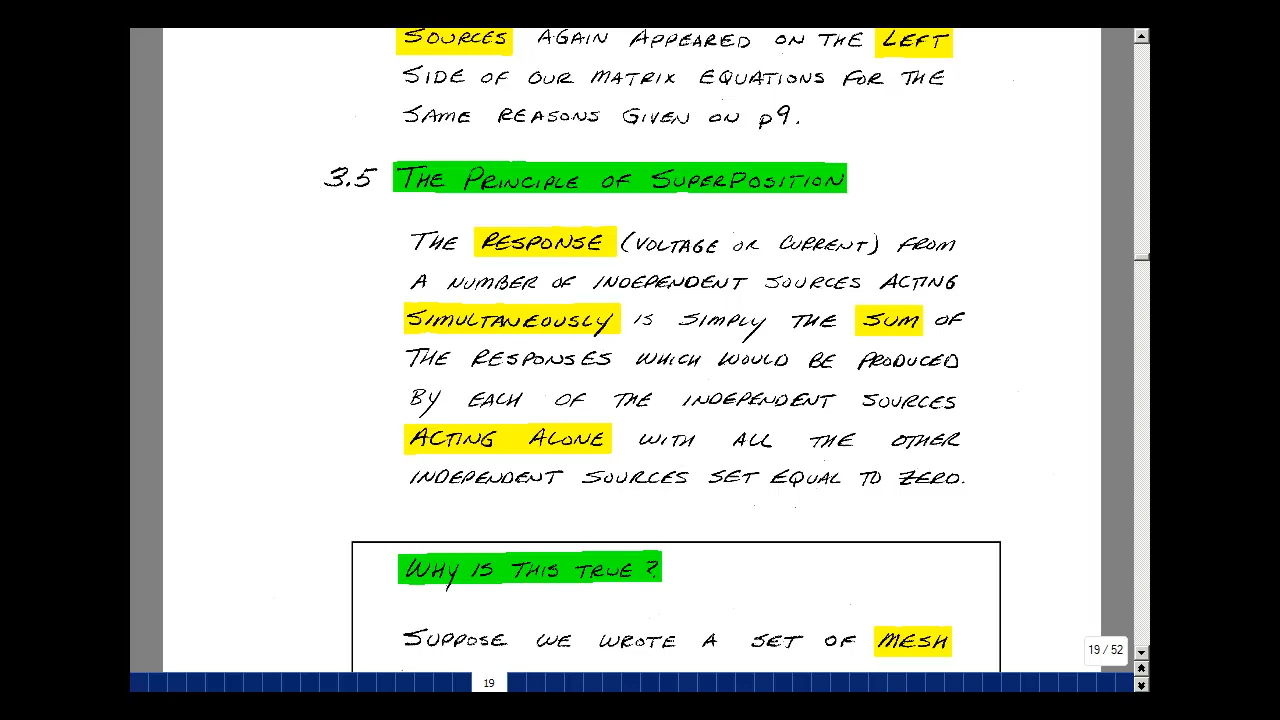 SOURCES AGAIN APPEARED ON THE LEFT
SIDE OF OUR MATRIX EQUATIONS FOR THE
SAME REASONS GIVEN ON p9.
3.5 THE PRINCIPLE OF SUPERPOSITION
THE RESPONSE (VOLTAGE OR CURRENT) FROM
A NUMBER OF INDEPENDENT SOURCES ACTING
SIMULTANEOUSLY IS SIMPLY THE SUM OF
THE RESPONSES WHICH WOULD BE PRODUCED
BY EACH OF THE INDEPENDENT SOURCES
ACTING ALONE WITH ALL THE OTHER
INDEPENDENT SOURCES SET EQUAL TO ZERO.
WHY IS THIS TRUE?
SUPPOSE WE WROTE A SET OF MESH
19 / 52
19